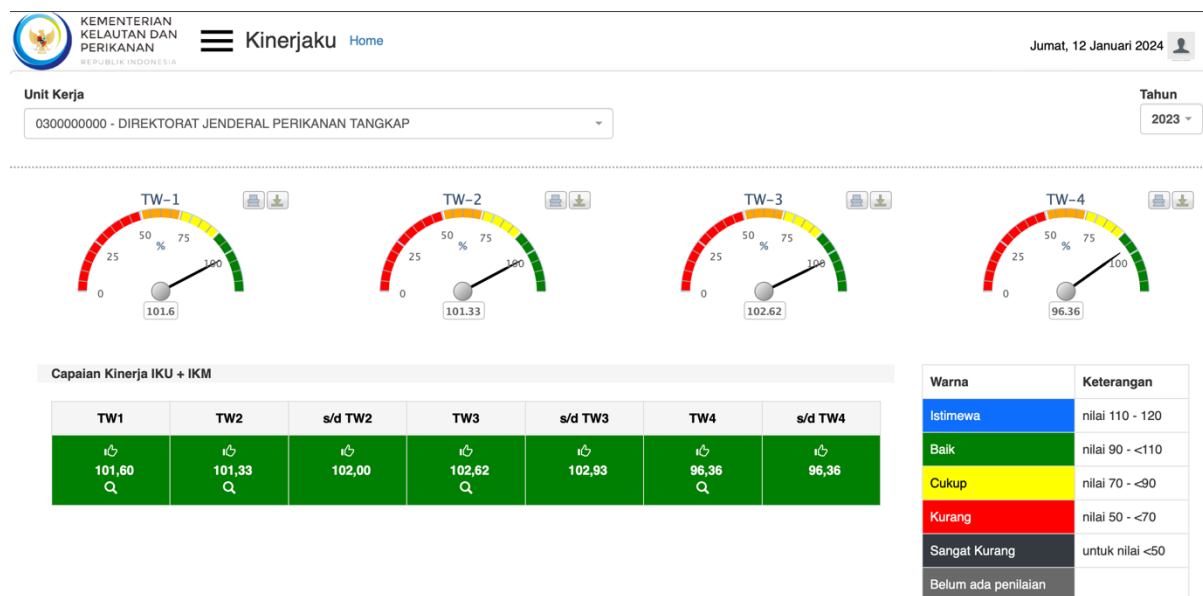 KEMENTERIAN
KELAUTAN DAN
PERIKANAN
REPUBLIK INDONESIA
Kinerjaku Home
Jumat, 12 Januari 2024
Unit Kerja
Tahun
0300000000 - DIREKTORAT JENDERAL PERIKANAN TANGKAP
2023
TW-1
0 25 50 75 100
%
101.6
TW-2
0 25 50 75 100
%
101.33
TW-3
0 25 50 75 100
%
102.62
TW-4
0 25 50 75 100
%
96.36
Capaian Kinerja IKU + IKM
TW1 TW2 s/d TW2 TW3 s/d TW3 TW4 s/d TW4
101,60 101,33 102,00 102,62 102,93 96,36 96,36
Warna Keterangan
Istimewa nilai 110 - 120
Baik nilai 90 - <110
Cukup nilai 70 - <90
Kurang nilai 50 - <70
Sangat Kurang untuk nilai <50
Belum ada penilaian